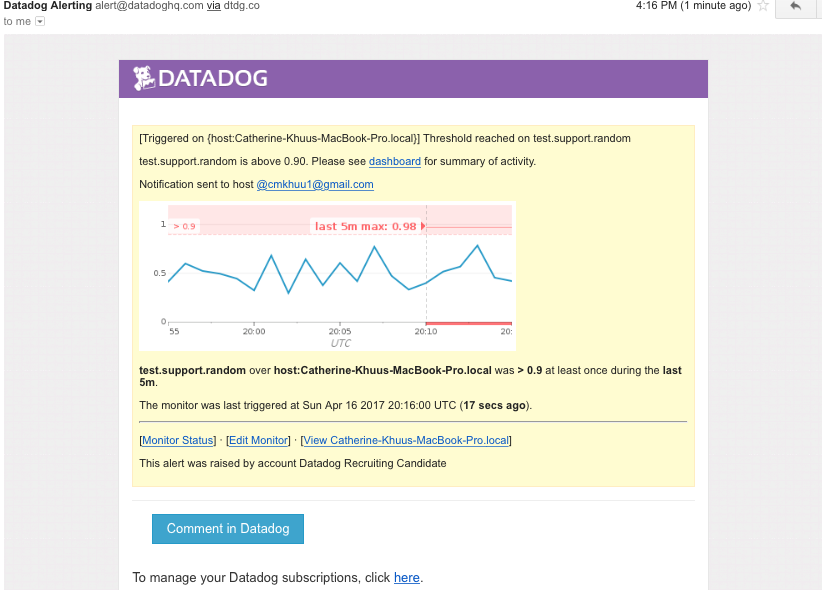 Datadog Alerting alert@datadoghq.com via dtdg.co
4:16 PM (1 minute ago)
to me
DATADOG
[Triggered on {host:Catherine-Khuus-MacBook-Pro.local}] Threshold reached on test.support.random
test.support.random is above 0.90. Please see dashboard for summary of activity.
Notification sent to host @cmkhuu1@gmail.com
1
> 0.9
last 5m max: 0.98
0.5
0
55
20:00
20:05
20:10
20:
UTC
test.support.random over host:Catherine-Khuus-MacBook-Pro.local was > 0.9 at least once during the last
5m.
The monitor was last triggered at Sun Apr 16 2017 20:16:00 UTC (17 secs ago).
[Monitor Status] · [Edit Monitor] · [View Catherine-Khuus-MacBook-Pro.local]
This alert was raised by account Datadog Recruiting Candidate
Comment in Datadog
To manage your Datadog subscriptions, click here.